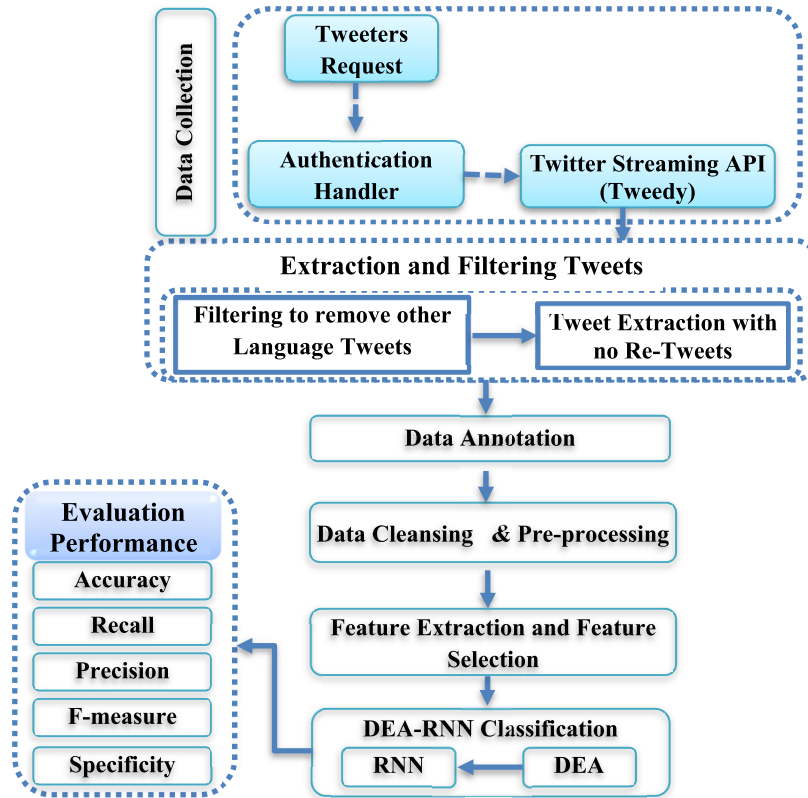 Data Collection
Tweeters
Request
Authentication
Handler
Twitter Streaming API
(Tweedy)
Extraction and Filtering Tweets
Filtering to remove other
Language Tweets
Tweet Extraction with
no Re-Tweets
Data Annotation
Data Cleansing & Pre-processing
Feature Extraction and Feature
Selection
DEA-RNN Classification
RNN
DEA
Evaluation
Performance
Accuracy
Recall
Precision
F-measure
Specificity